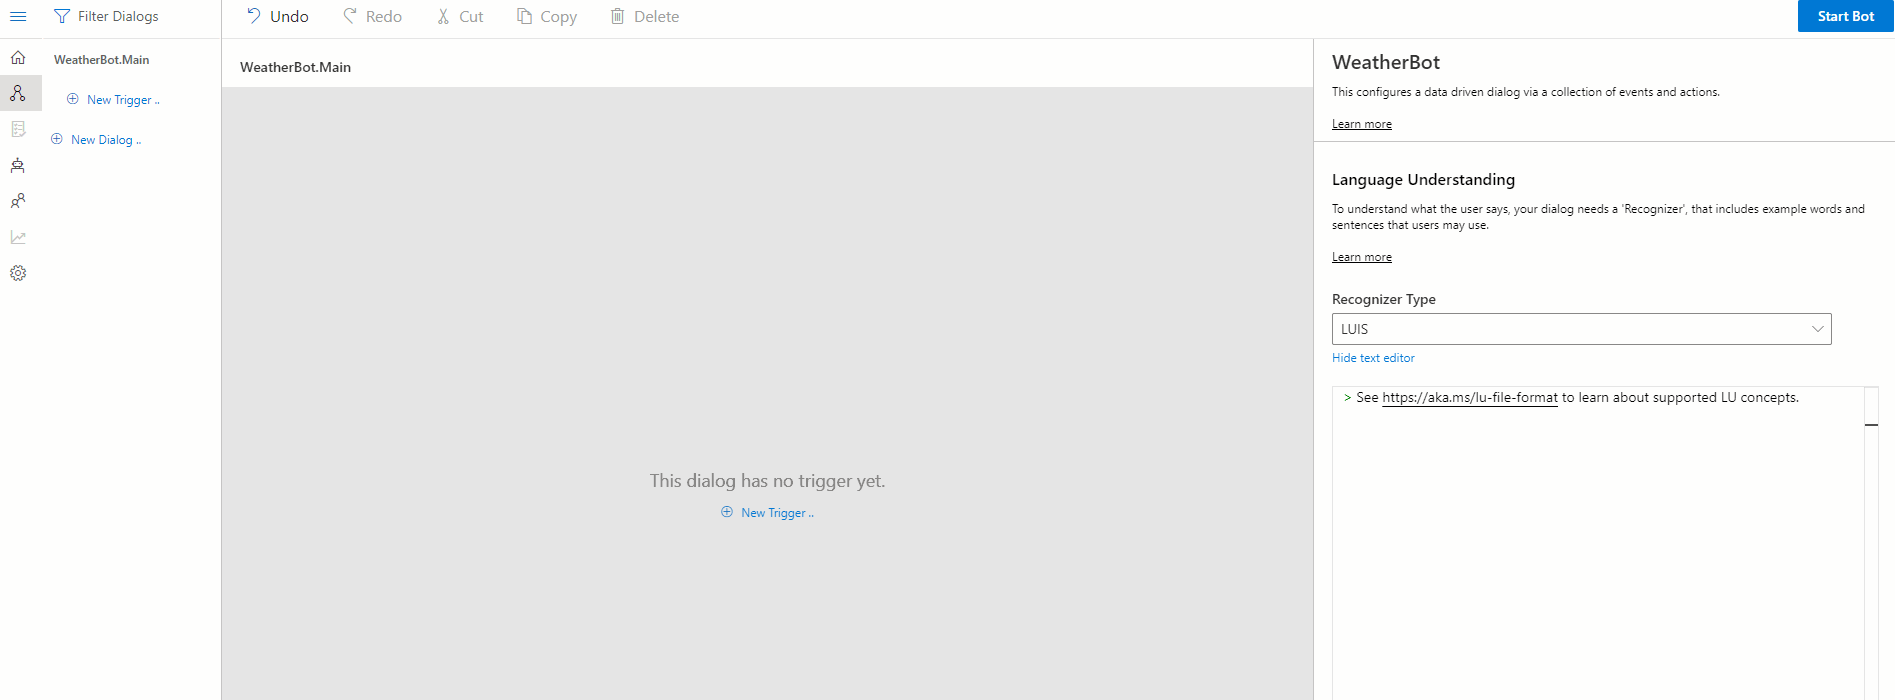 Filter Dialogs
Undo
Redo
Cut
Copy
Delete
Start Bot
WeatherBot.Main
New Trigger ..
New Dialog ..
WeatherBot.Main
This dialog has no trigger yet.
New Trigger ..
WeatherBot
This configures a data driven dialog via a collection of events and actions.
Learn more
Language Understanding
To understand what the user says, your dialog needs a 'Recognizer', that includes example words and
sentences that users may use.
Learn more
Recognizer Type
LUIS
Hide text editor
> See https://aka.ms/lu-file-format to learn about supported LU concepts.